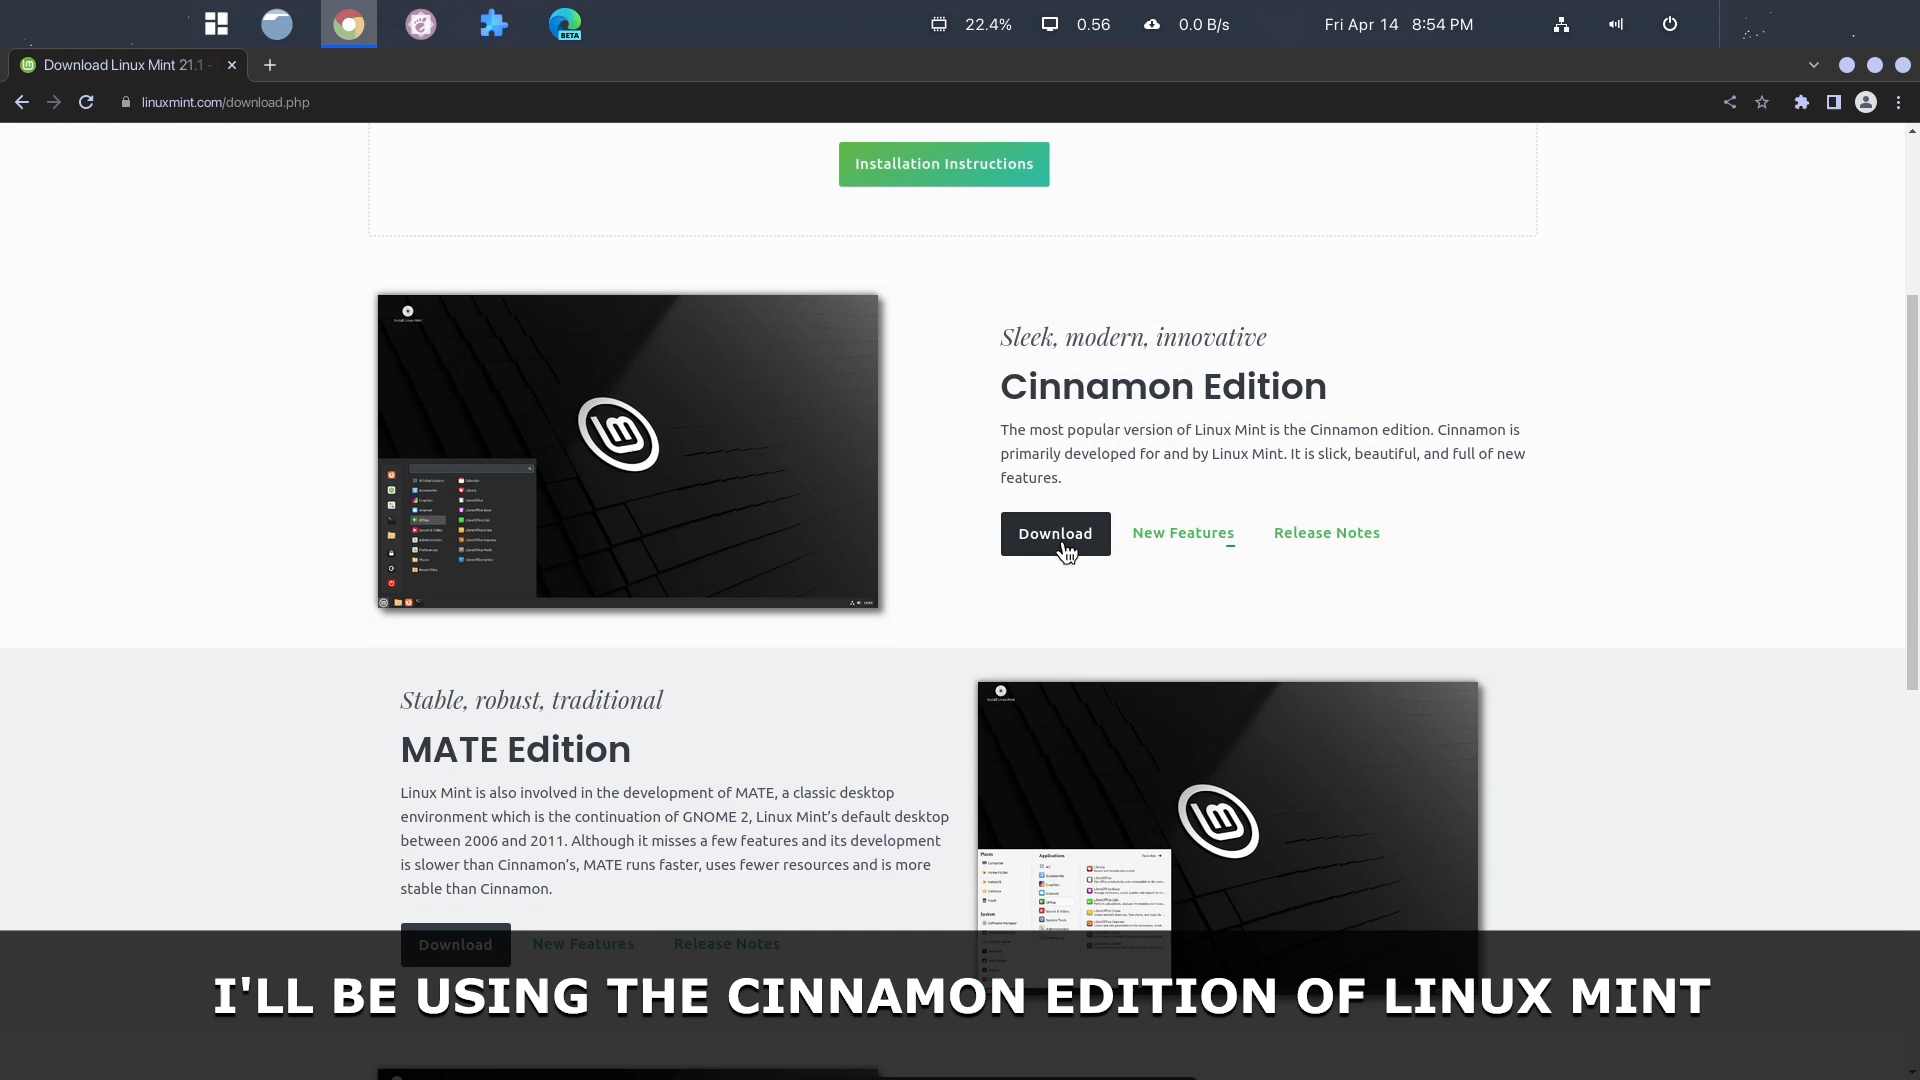 22.4%
0.56
0.0 B/s
Fri Apr 14 8:54 PM
BETA
Download Linux Mint 21.1 -
linuxmint.com/download.php
Installation Instructions
Sleek, modern, innovative
Cinnamon Edition
The most popular version of Linux Mint is the Cinnamon edition. Cinnamon is
primarily developed for and by Linux Mint. It is slick, beautiful, and full of new
features.
Download
New Features
Release Notes
Stable, robust, traditional
MATE Edition
Linux Mint is also involved in the development of MATE, a classic desktop
environment which is the continuation of GNOME 2, Linux Mint’s default desktop
between 2006 and 2011. Although it misses a few features and its development
is slower than Cinnamon’s, MATE runs faster, uses fewer resources and is more
stable than Cinnamon.
Download
New Features
Release Notes
I'LL BE USING THE CINNAMON EDITION OF LINUX MINT